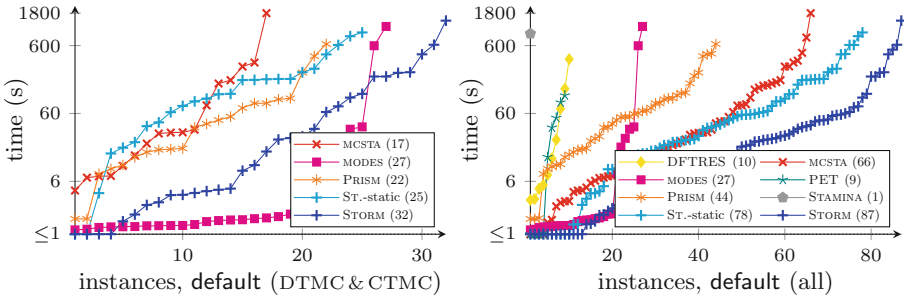 1800
600
60
6
≤1
time (s)
10
20
30
instances, default (DTMC & CTMC)
MCSTA (17)
MODES (27)
PRISM (22)
ST.-static (25)
STORM (32)
1800
600
60
6
≤1
time (s)
20
40
60
80
instances, default (all)
DFTRES (10)
MODES (27)
PRISM (44)
ST.-static (78)
MCSTA (66)
PET (9)
STAMINA (1)
STORM (87)